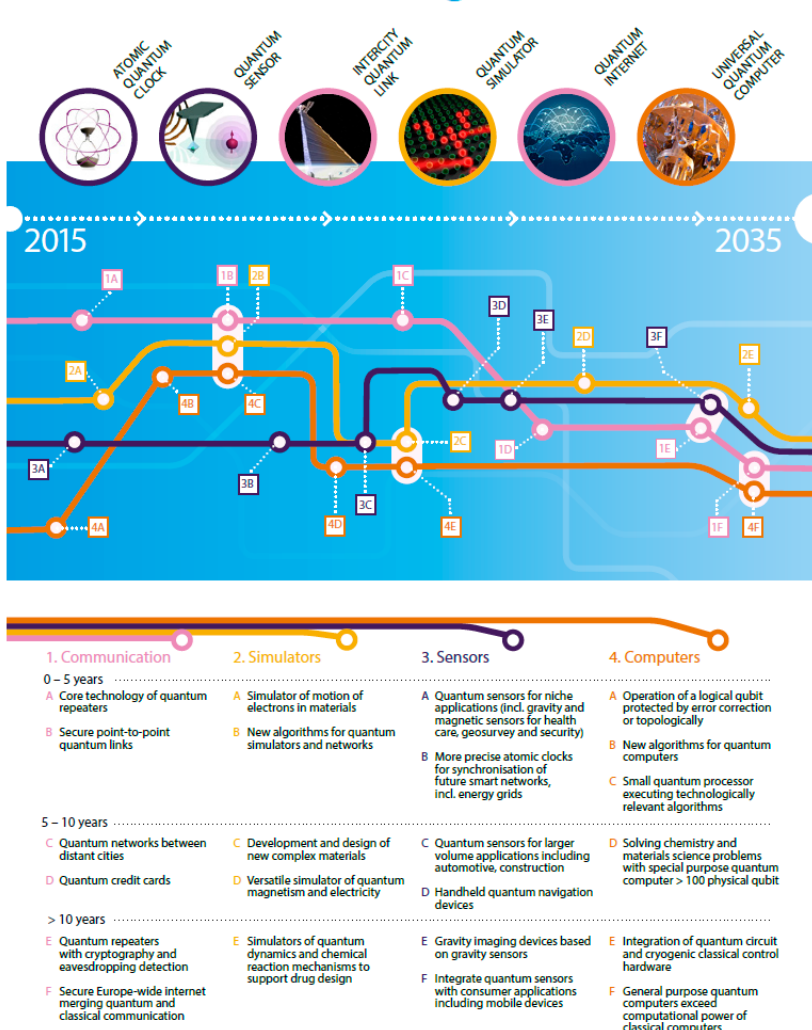 ATOMIC
QUANTUM
CLOCK
QUANTUM
SENSOR
INTERCITY
QUANTUM
LINK
QUANTUM
SIMULATOR
QUANTUM
INTERNET
UNIVERSAL
QUANTUM
COMPUTER
2015
2035
1A
1B
2B
1C
3D
3E
2D
3F
2E
2A
4B
4C
3A
3B
3C
2C
1D
1E
4A
4D
4E
1F
4F
1. Communication
2. Simulators
3. Sensors
4. Computers
0 – 5 years
A Core technology of quantum
repeaters
B Secure point-to-point
quantum links
A Simulator of motion of
electrons in materials
B New algorithms for quantum
simulators and networks
A Quantum sensors for niche
applications (incl. gravity and
magnetic sensors for health
care, geosurvey and security)
B More precise atomic clocks
for synchronisation of
future smart networks,
incl. energy grids
A Operation of a logical qubit
protected by error correction
or topologically
B New algorithms for quantum
computers
C Small quantum processor
executing technologically
relevant algorithms
5 – 10 years
C Quantum networks between
distant cities
D Quantum credit cards
C Development and design of
new complex materials
D Versatile simulator of quantum
magnetism and electricity
C Quantum sensors for larger
volume applications including
automotive, construction
D Handheld quantum navigation
devices
D Solving chemistry and
materials science problems
with special purpose quantum
computer > 100 physical qubit
> 10 years
E Quantum repeaters
with cryptography and
eavesdropping detection
F Secure Europe-wide internet
merging quantum and
classical communication
E Simulators of quantum
dynamics and chemical
reaction mechanisms to
support drug design
E Gravity imaging devices based
on gravity sensors
F Integrate quantum sensors
with consumer applications
including mobile devices
E Integration of quantum circuit
and cryogenic classical control
hardware
F General purpose quantum
computers exceed
computational power of
classical computers